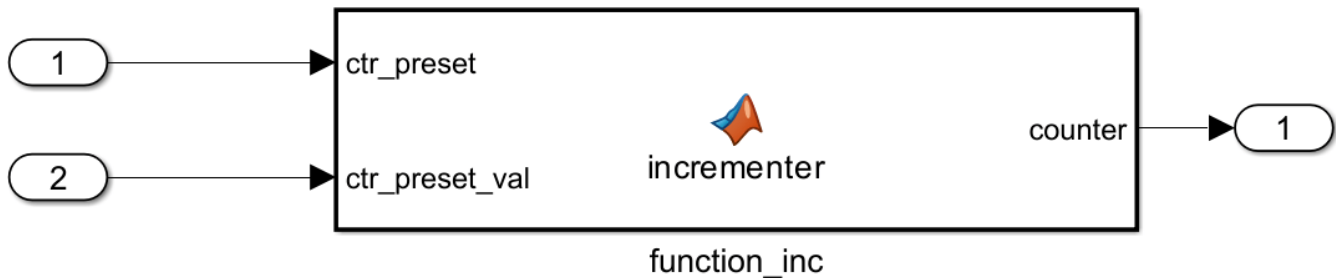 1
ctr_preset
counter
1
2
ctr_preset_val
incrementer
function_inc